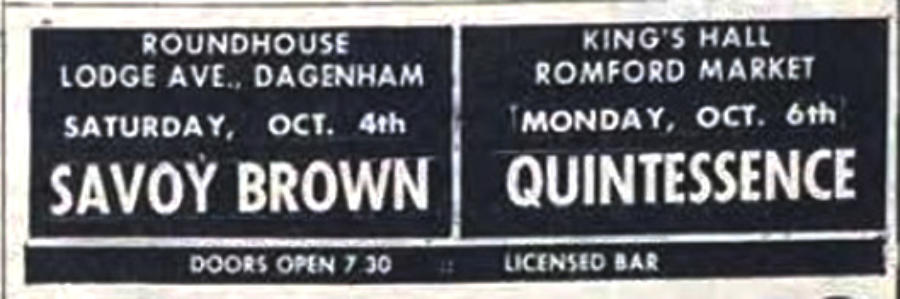 ROUNDHOUSE
LODGE AVE., DAGENHAM
SATURDAY, OCT. 4th
SAVOY BROWN
KING'S HALL
ROMFORD MARKET
MONDAY, OCT. 6th
QUINTESSENCE
DOORS OPEN 7 30 :: LICENSED BAR